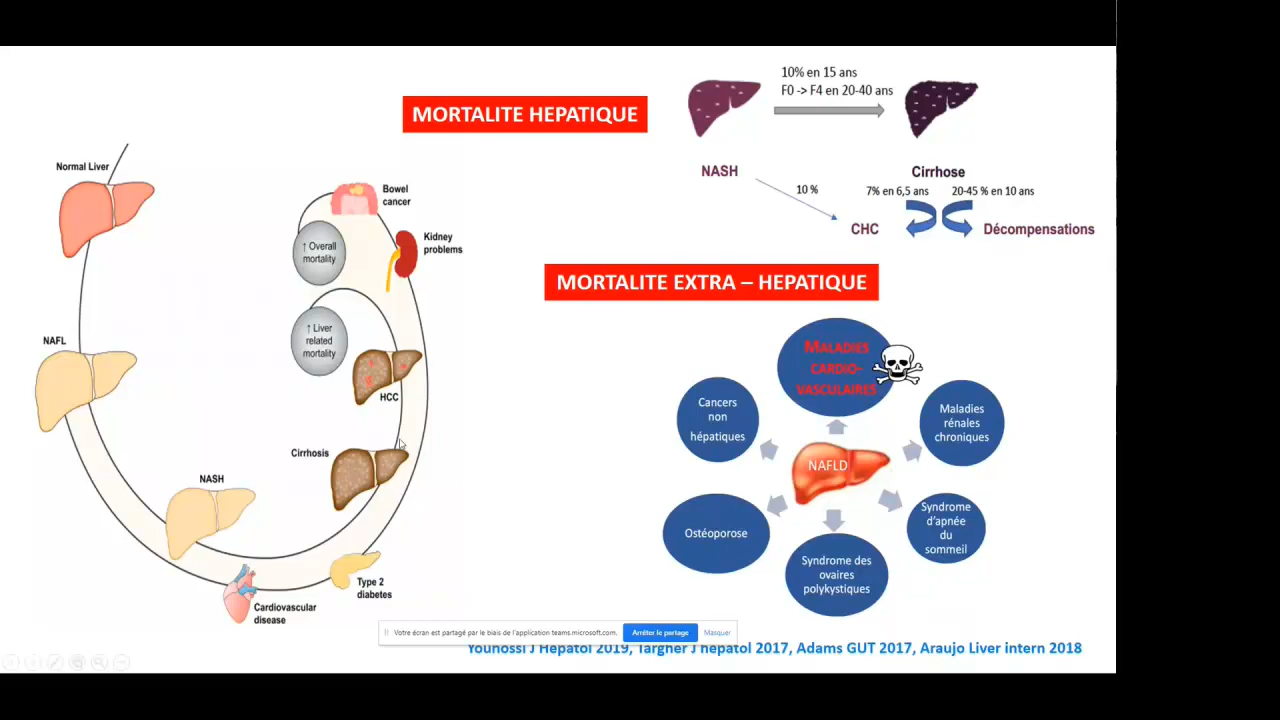 MORTALITE HEPATIQUE
10% en 15 ans
F0 -> F4 en 20-40 ans
NASH
Cirrhose
10 %
7% en 6,5 ans
20-45 % en 10 ans
CHC
Décompensations
Normal Liver
NAFL
NASH
Cardiovascular
disease
Type 2
diabetes
Cirrhosis
HCC
↑ Liver
related
mortality
↑ Overall
mortality
Bowel
cancer
Kidney
problems
MORTALITE EXTRA – HEPATIQUE
MALADIES
CARDIO-
VASCULAIRES
Cancers
non
hépatiques
Maladies
rénales
chroniques
NAFLD
Ostéoporose
Syndrome
d'apnée
du
sommeil
Syndrome des
ovaires
polykystiques
Votre écran est partagé par le biais de l'application teams.microsoft.com.
Arrêter le partage
Masquer
Younossi J Hepatol 2019, Targher J hepatol 2017, Adams GUT 2017, Araujo Liver intern 2018